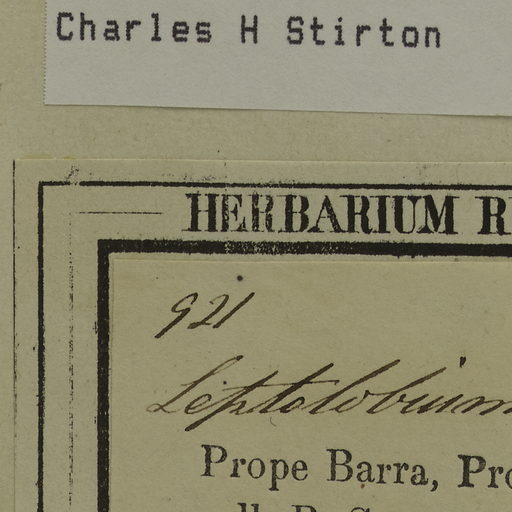 Charles H Stirton
HERBARIUM R
921
Leptolobium
Prope Barra, Pro